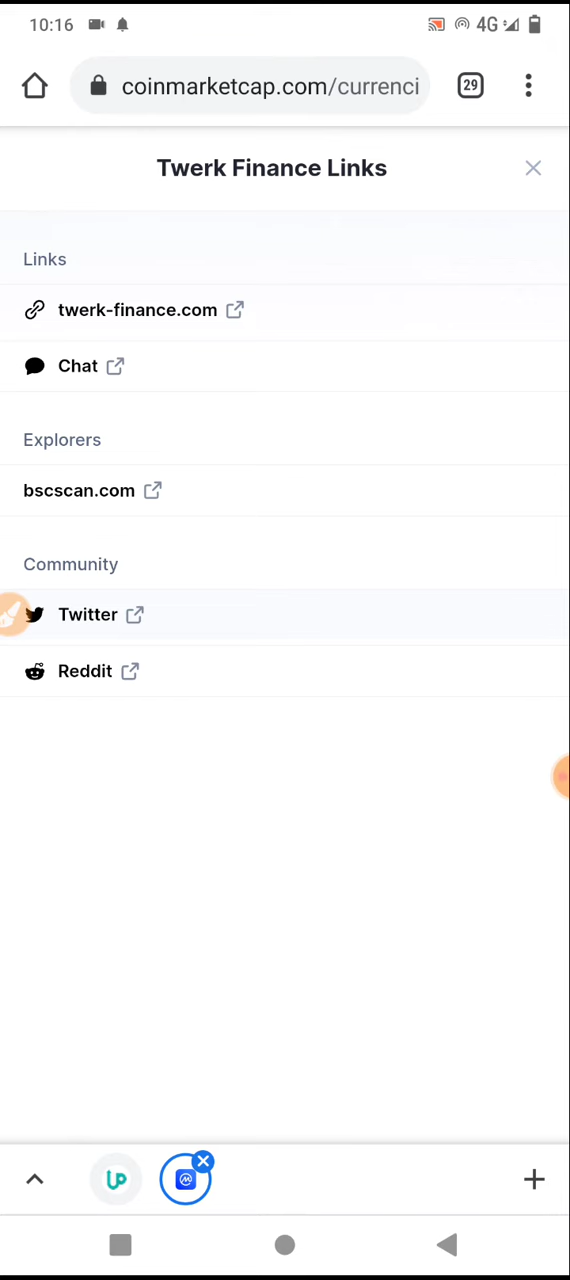 10:16
4G
coinmarketcap.com/currenci
29
Twerk Finance Links
Links
twerk-finance.com
Chat
Explorers
bscscan.com
Community
Twitter
Reddit